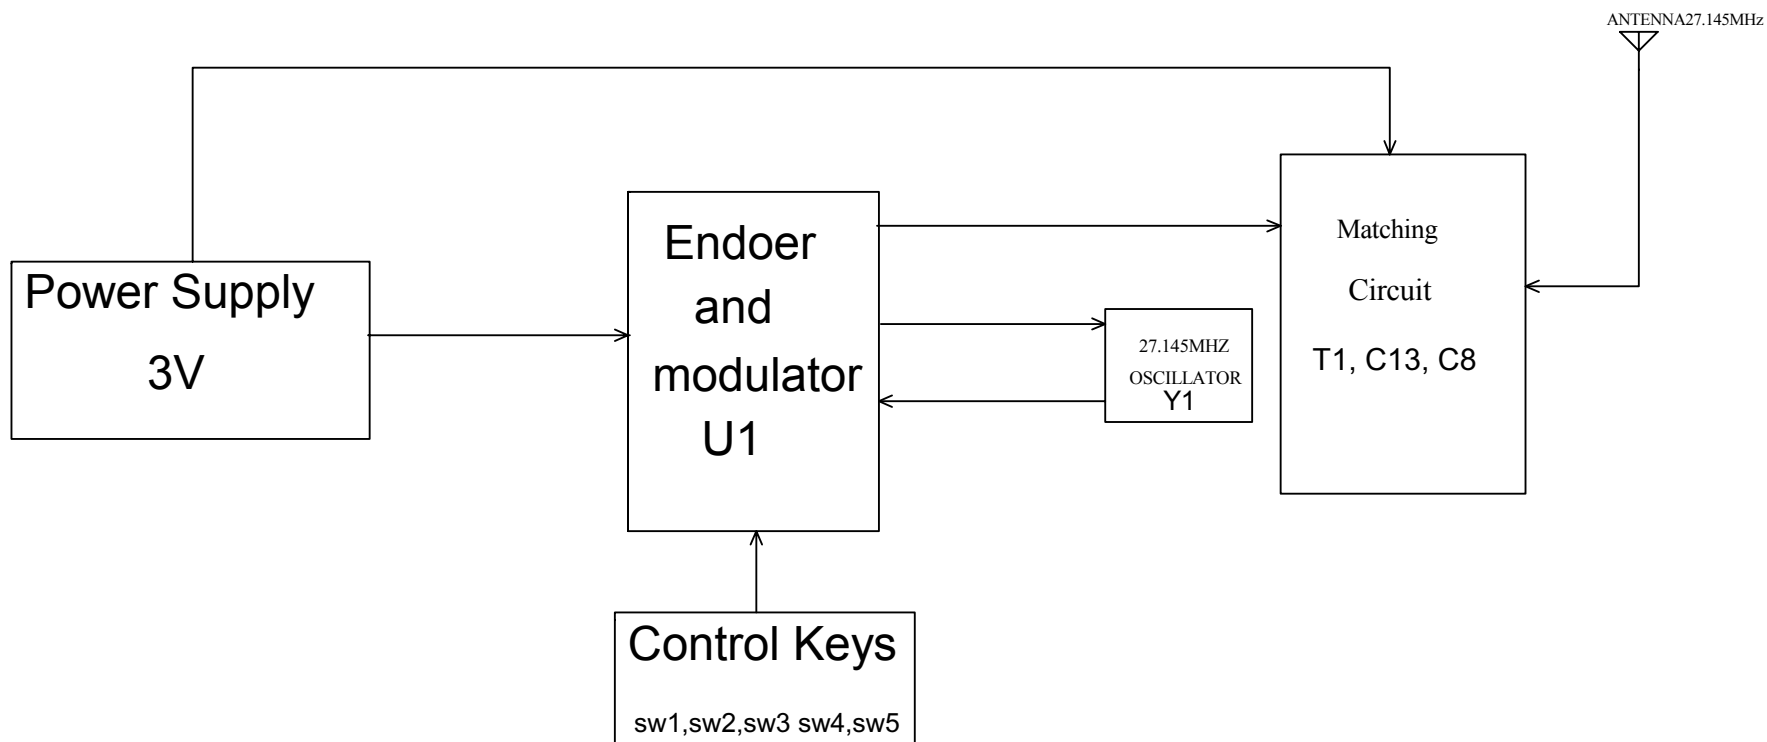 ANTENNA27.145MHz
Power Supply
3V
Endoer
and
modulator
U1
27.145MHZ
OSCILLATOR
Y1
Matching
Circuit
T1, C13, C8
Control Keys
sw1,sw2,sw3 sw4,sw5